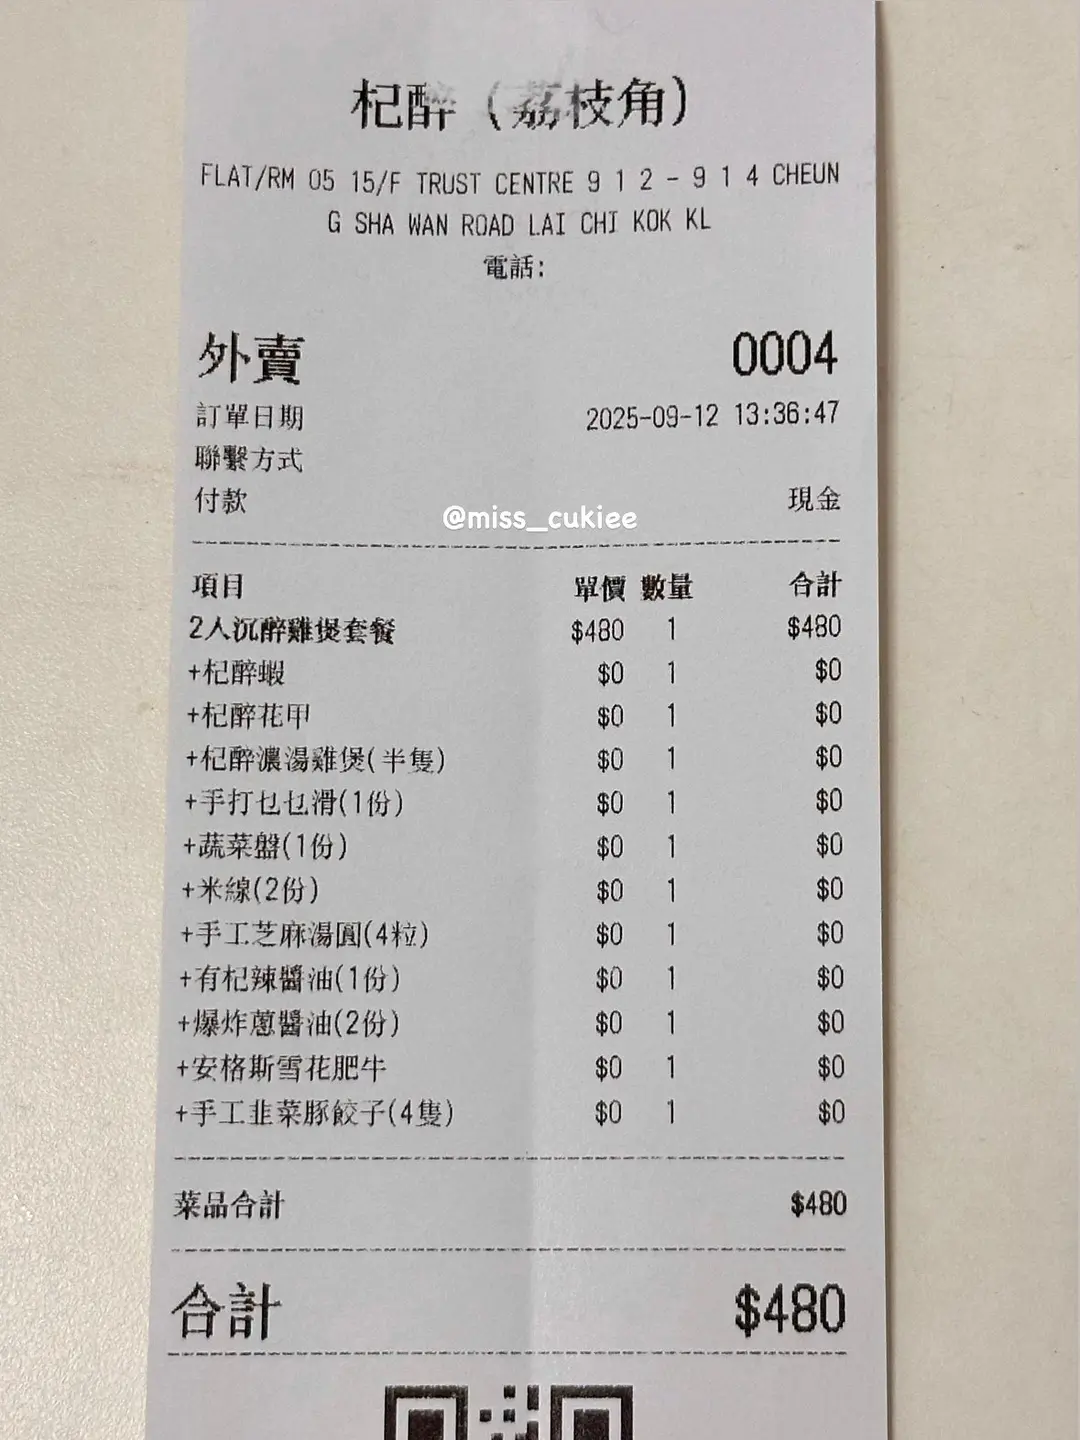 杞醉（荔枝角）
FLAT/RM 05 15/F TRUST CENTRE 9 1 2 - 9 1 4 CHEUN
G SHA WAN ROAD LAI CHI KOK KL
電話:
外賣 0004
訂單日期 2025-09-12 13:36:47
聯繫方式
付款 現金
@miss_cukiee
項目 單價 數量 合計
2人沉醉雞煲套餐 $480 1 $480
+杞醉蝦 $0 1 $0
+杞醉花甲 $0 1 $0
+杞醉濃湯雞煲(半隻) $0 1 $0
+手打乜乜滑(1份) $0 1 $0
+蔬菜盤(1份) $0 1 $0
+米線(2份) $0 1 $0
+手工芝麻湯圓(4粒) $0 1 $0
+有杞辣醬油(1份) $0 1 $0
+爆炸蔥醬油(2份) $0 1 $0
+安格斯雪花肥牛 $0 1 $0
+手工韭菜豚餃子(4隻) $0 1 $0
菜品合計 $480
合計 $480